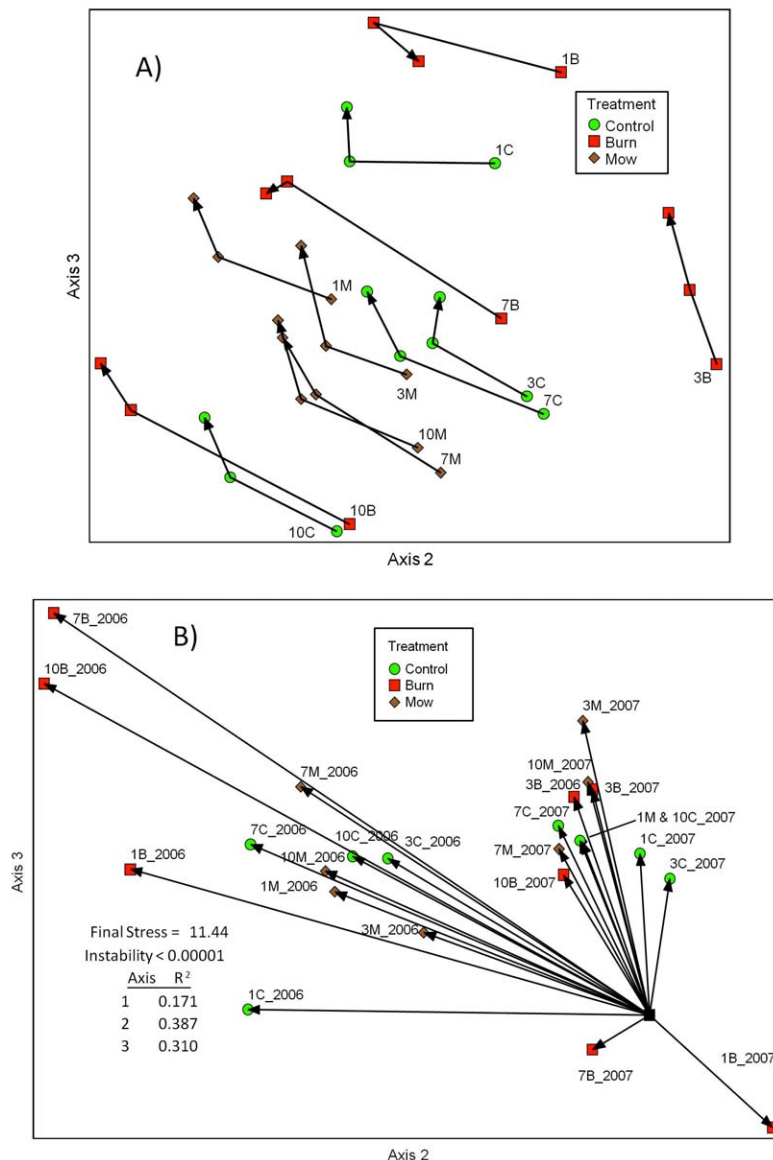 A)
1B
Treatment
Control
Burn
Mow
1C
1M
7B
3B
3M
3C
7C
10M
7M
10B
10C
Axis 3
Axis 2
7B_2006
B)
10B_2006
Treatment
Control
Burn
Mow
3M_2007
7M_2006
10M_2007
3B_2006
3B_2007
7C_2007
1M & 10C_2007
7C_2006
10C_2006
3C_2006
7M_2007
1C_2007
1B_2006
10M_2006
3C_2007
1M_2006
10B_2007
3M_2006
Final Stress = 11.44
Instability < 0.00001
Axis R²
1 0.171
2 0.387
3 0.310
1C_2006
1B_2007
7B_2007
Axis 3
Axis 2